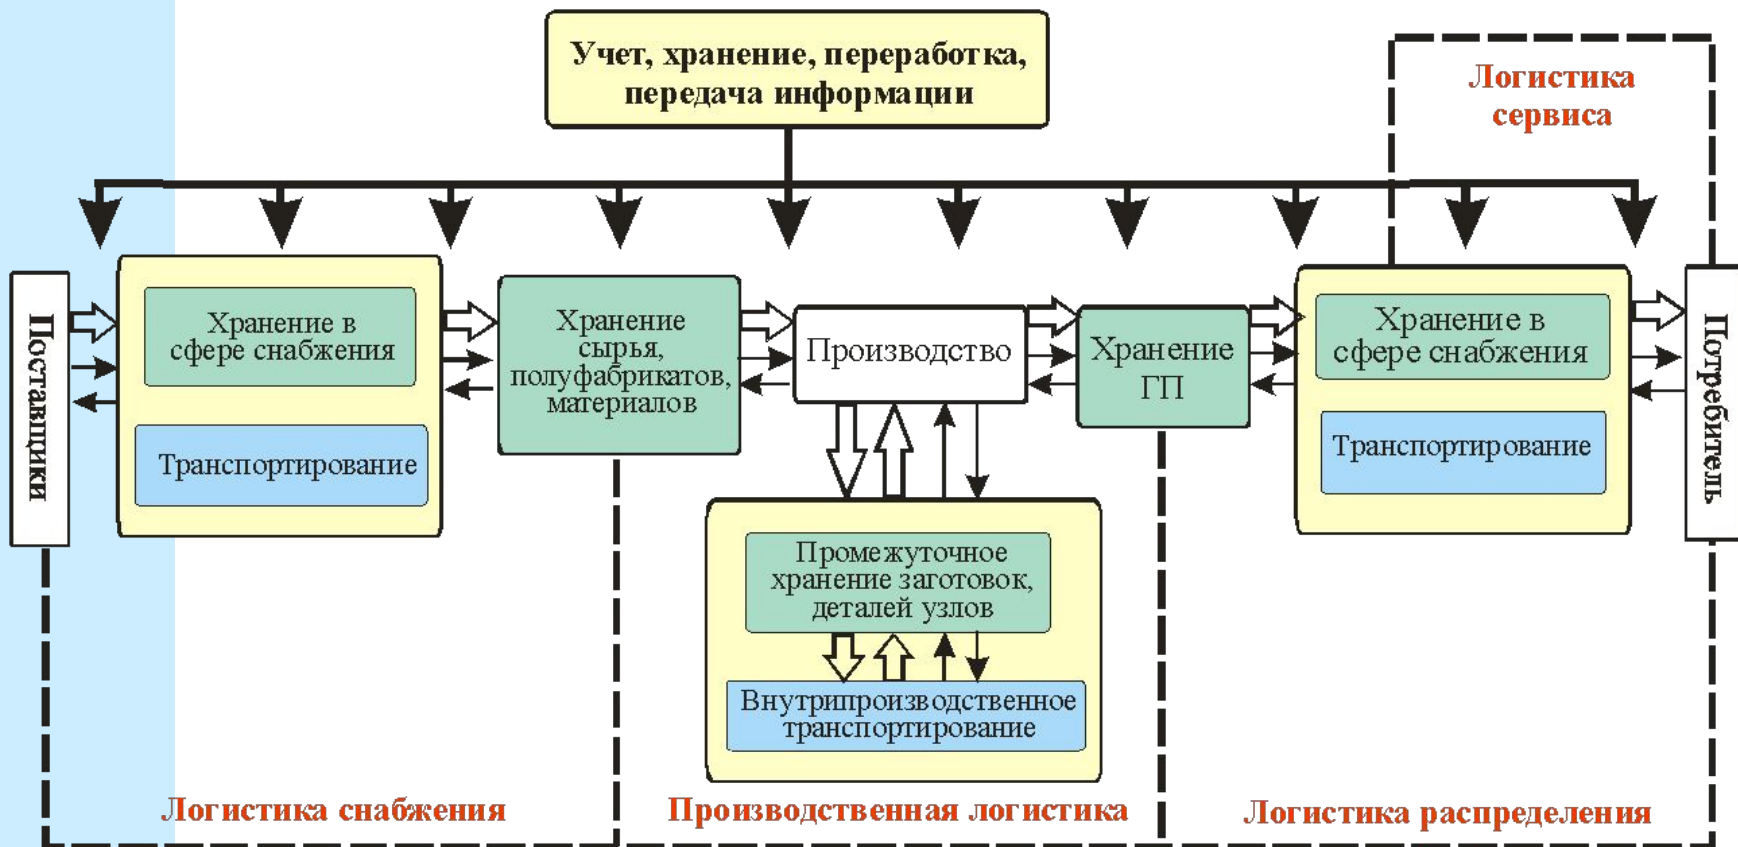 Учет, хранение, переработка,
передача информации
Логистика
сервиса
Поставщики
Хранение в
сфере снабжения
Транспортирование
Хранение
сырья,
полуфабрикатов,
материалов
Производство
Хранение
ГП
Хранение в
сфере снабжения
Транспортирование
Потребитель
Промежуточное
хранение заготовок,
деталей узлов
Внутрипроизводственное
транспортирование
Логистика снабжения
Производственная логистика
Логистика распределения